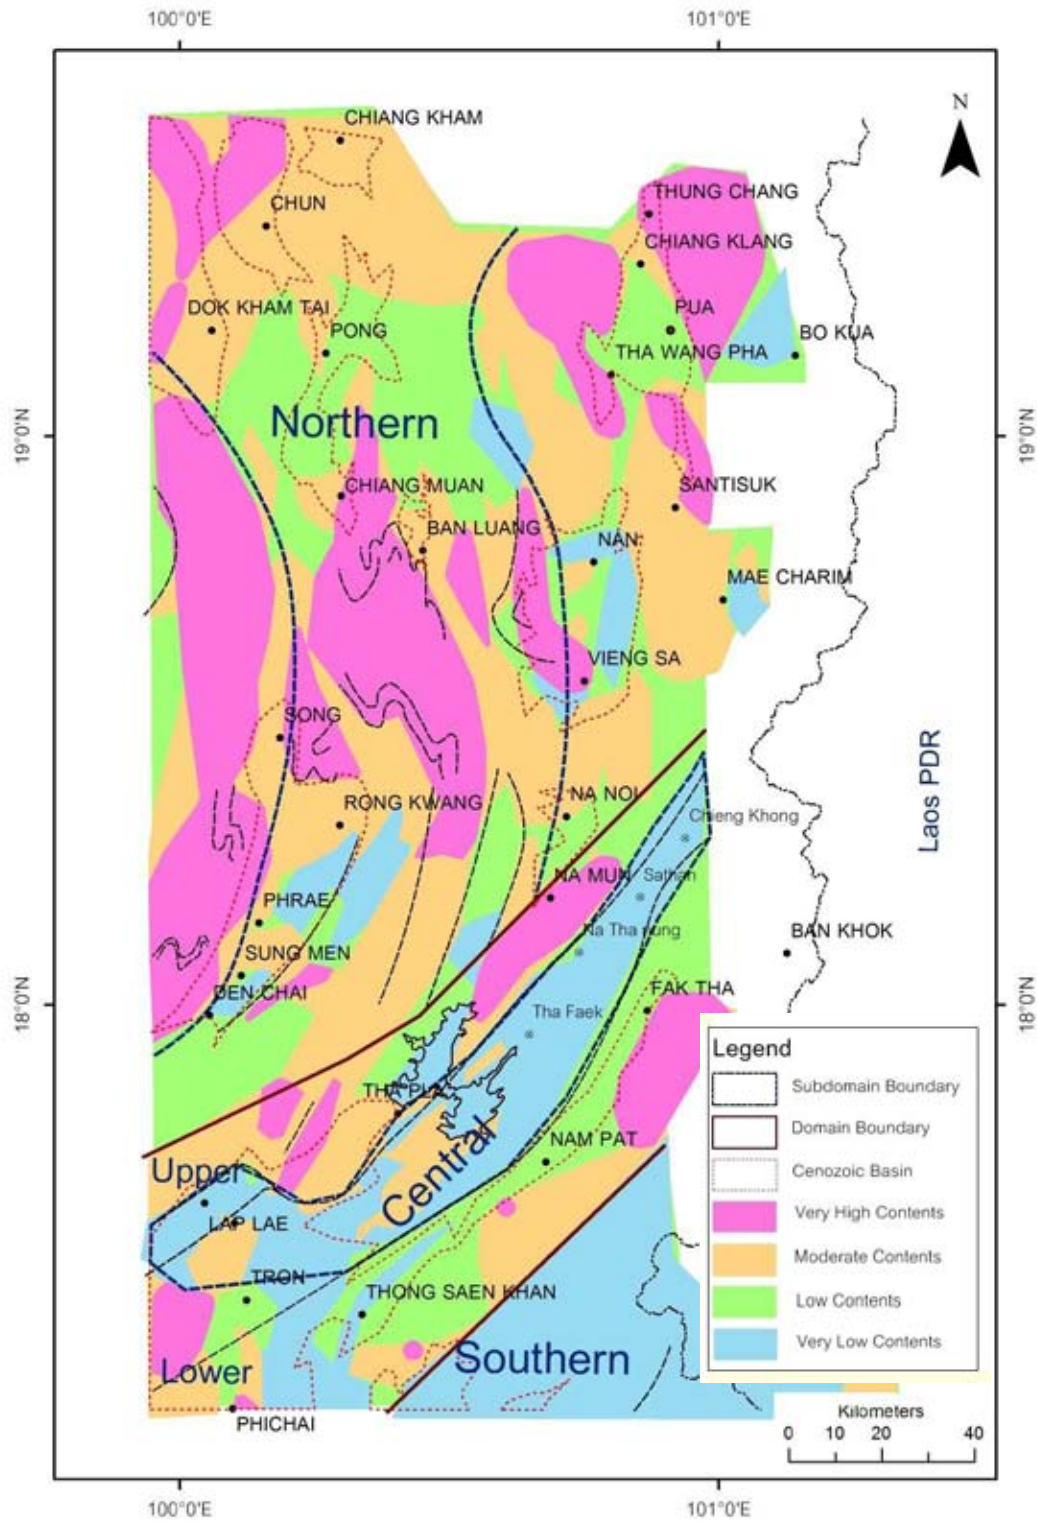 100°0'E
101°0'E
N
CHIANG KHAM
THUNG CHANG
CHUN
CHIANG KLANG
DOK KHAM TAI
PONG
PUA
BO KUA
THA WANG PHA
19°0'N
Northern
19°0'N
CHIANG MUAN
SANTISUK
BAN LUANG
NAN
MAE CHARIM
VIENG SA
SONG
Laos PDR
RONG KWANG
NA NOI
Chieng Khong
NA MUN
Sathan
PHRAE
Na Tha nung
BAN KHOK
SUNG MEN
DEN CHAI
FAK THA
18°0'N
Tha Faek
18°0'N
THA PLA
NAM PAT
Upper
Central
LAP LAE
TRON
THONG SAEN KHAN
Lower
Southern
PHICHAI
Legend
Subdomain Boundary
Domain Boundary
Cenozoic Basin
Very High Contents
Moderate Contents
Low Contents
Very Low Contents
Kilometers
0 10 20 40
100°0'E
101°0'E